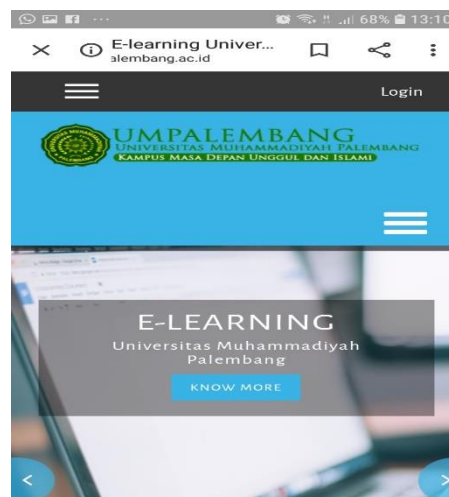 68% 13:10
E-learning Univer...
alembang.ac.id
Login
UMPALEMBANG
UNIVERSITAS MUHAMMADIYAH PALEMBANG
KAMPUS MASA DEPAN UNGGUL DAN ISLAMI
E-LEARNING
Universitas Muhammadiyah
Palembang
KNOW MORE